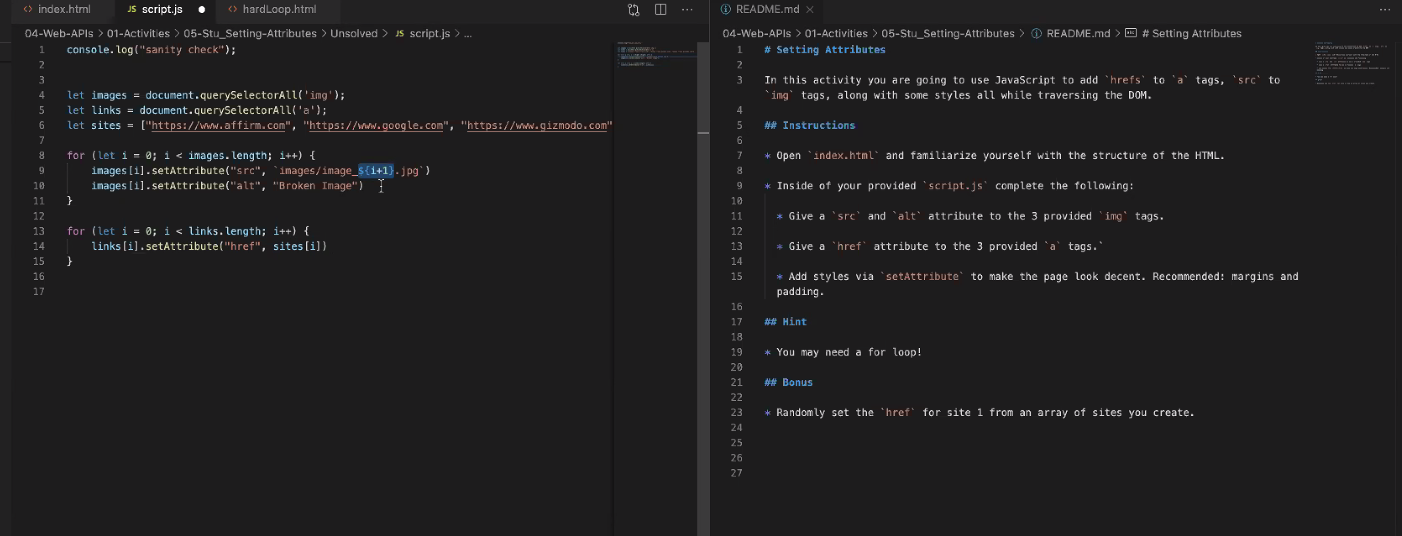 index.html
JS script.js
hardLoop.html
04-Web-APIs > 01-Activities > 05-Stu_Setting-Attributes > Unsolved > JS script.js > ...
1 console.log("sanity check");
2
3
4 let images = document.querySelectorAll('img');
5 let links = document.querySelectorAll('a');
6 let sites = ["https://www.affirm.com", "https://www.google.com", "https://www.gizmodo.com"
7
8 for (let i = 0; i < images.length; i++) {
9 images[i].setAttribute("src", `images/image_${i+1}.jpg`)
10 images[i].setAttribute("alt", "Broken Image")
11 }
12
13 for (let i = 0; i < links.length; i++) {
14 links[i].setAttribute("href", sites[i])
15 }
16
17
README.md
04-Web-APIs > 01-Activities > 05-Stu_Setting-Attributes > README.md > # Setting Attributes
1 # Setting Attributes
2
3 In this activity you are going to use JavaScript to add `hrefs` to `a` tags, `src` to
`img` tags, along with some styles all while traversing the DOM.
4
5 ## Instructions
6
7 * Open `index.html` and familiarize yourself with the structure of the HTML.
8
9 * Inside of your provided `script.js` complete the following:
10
11 * Give a `src` and `alt` attribute to the 3 provided `img` tags.
12
13 * Give a `href` attribute to the 3 provided `a` tags.`
14
15 * Add styles via `setAttribute` to make the page look decent. Recommended: margins and
padding.
16
17 ## Hint
18
19 * You may need a for loop!
20
21 ## Bonus
22
23 * Randomly set the `href` for site 1 from an array of sites you create.
24
25
26
27